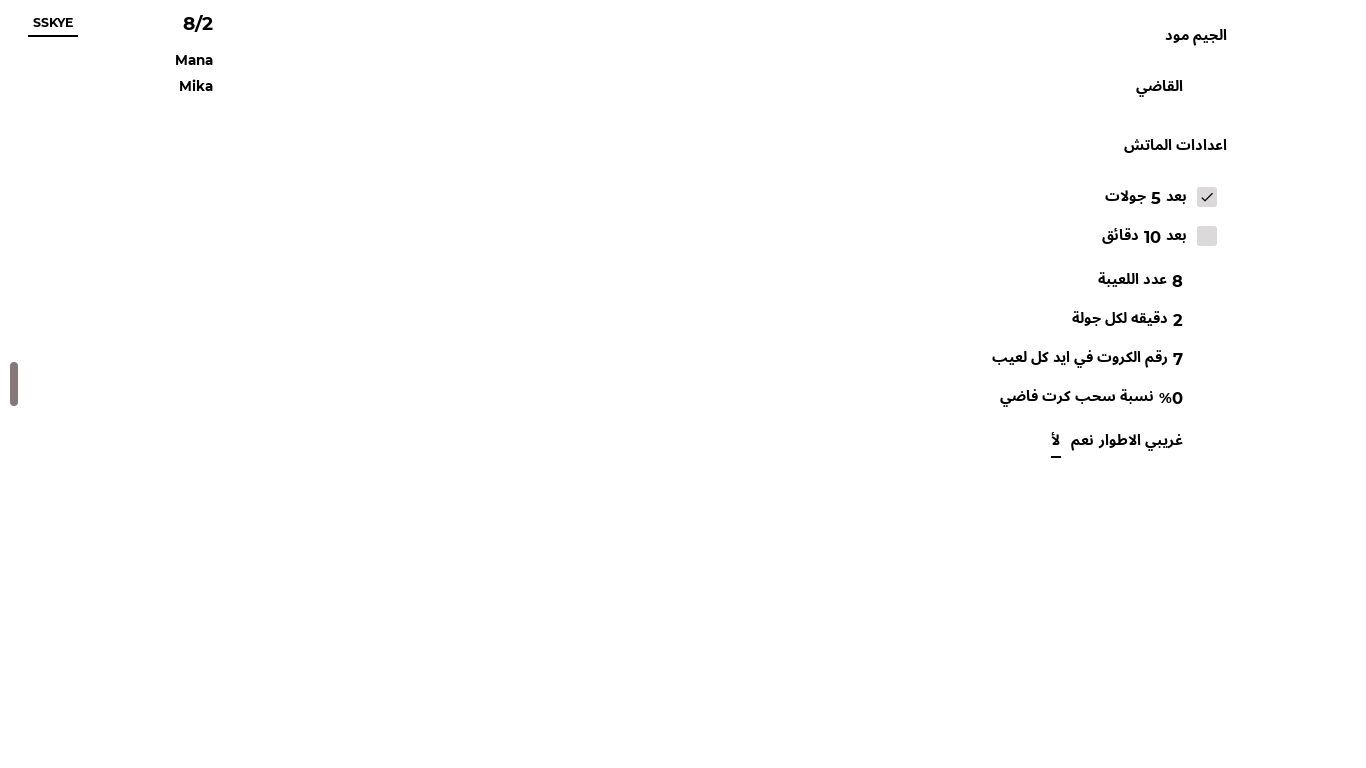 الجيم مود
القاضي
اعدادات الماتش
بعد 5 جولات
بعد 10 دقائق
8 عدد اللعيبة
2 دقيقه لكل جولة
7 رقم الكروت في ايد كل لعيب
%0 نسبة سحب كرت فاضي
غريبي الاطوار نعم لأ
8/2
Mana
Mika
SSKYE